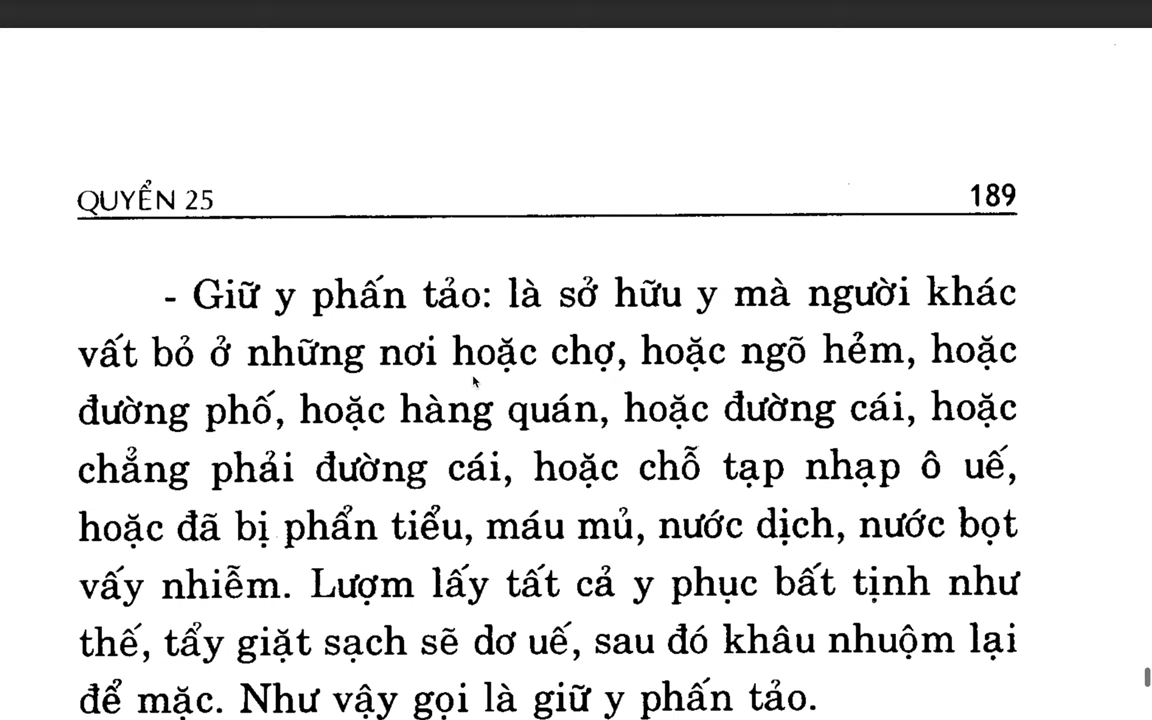 QUYỂN 25 189
- Giữ y phấn tảo: là sở hữu y mà người khác
vất bỏ ở những nơi hoặc chợ, hoặc ngõ hẻm, hoặc
đường phố, hoặc hàng quán, hoặc đường cái, hoặc
chẳng phải đường cái, hoặc chỗ tạp nhạp ô uế,
hoặc đã bị phẩn tiểu, máu mủ, nước dịch, nước bọt
vấy nhiễm. Lượm lấy tất cả y phục bất tịnh như
thế, tẩy giặt sạch sẽ dơ uế, sau đó khâu nhuộm lại
để mặc. Như vậy gọi là giữ y phấn tảo.